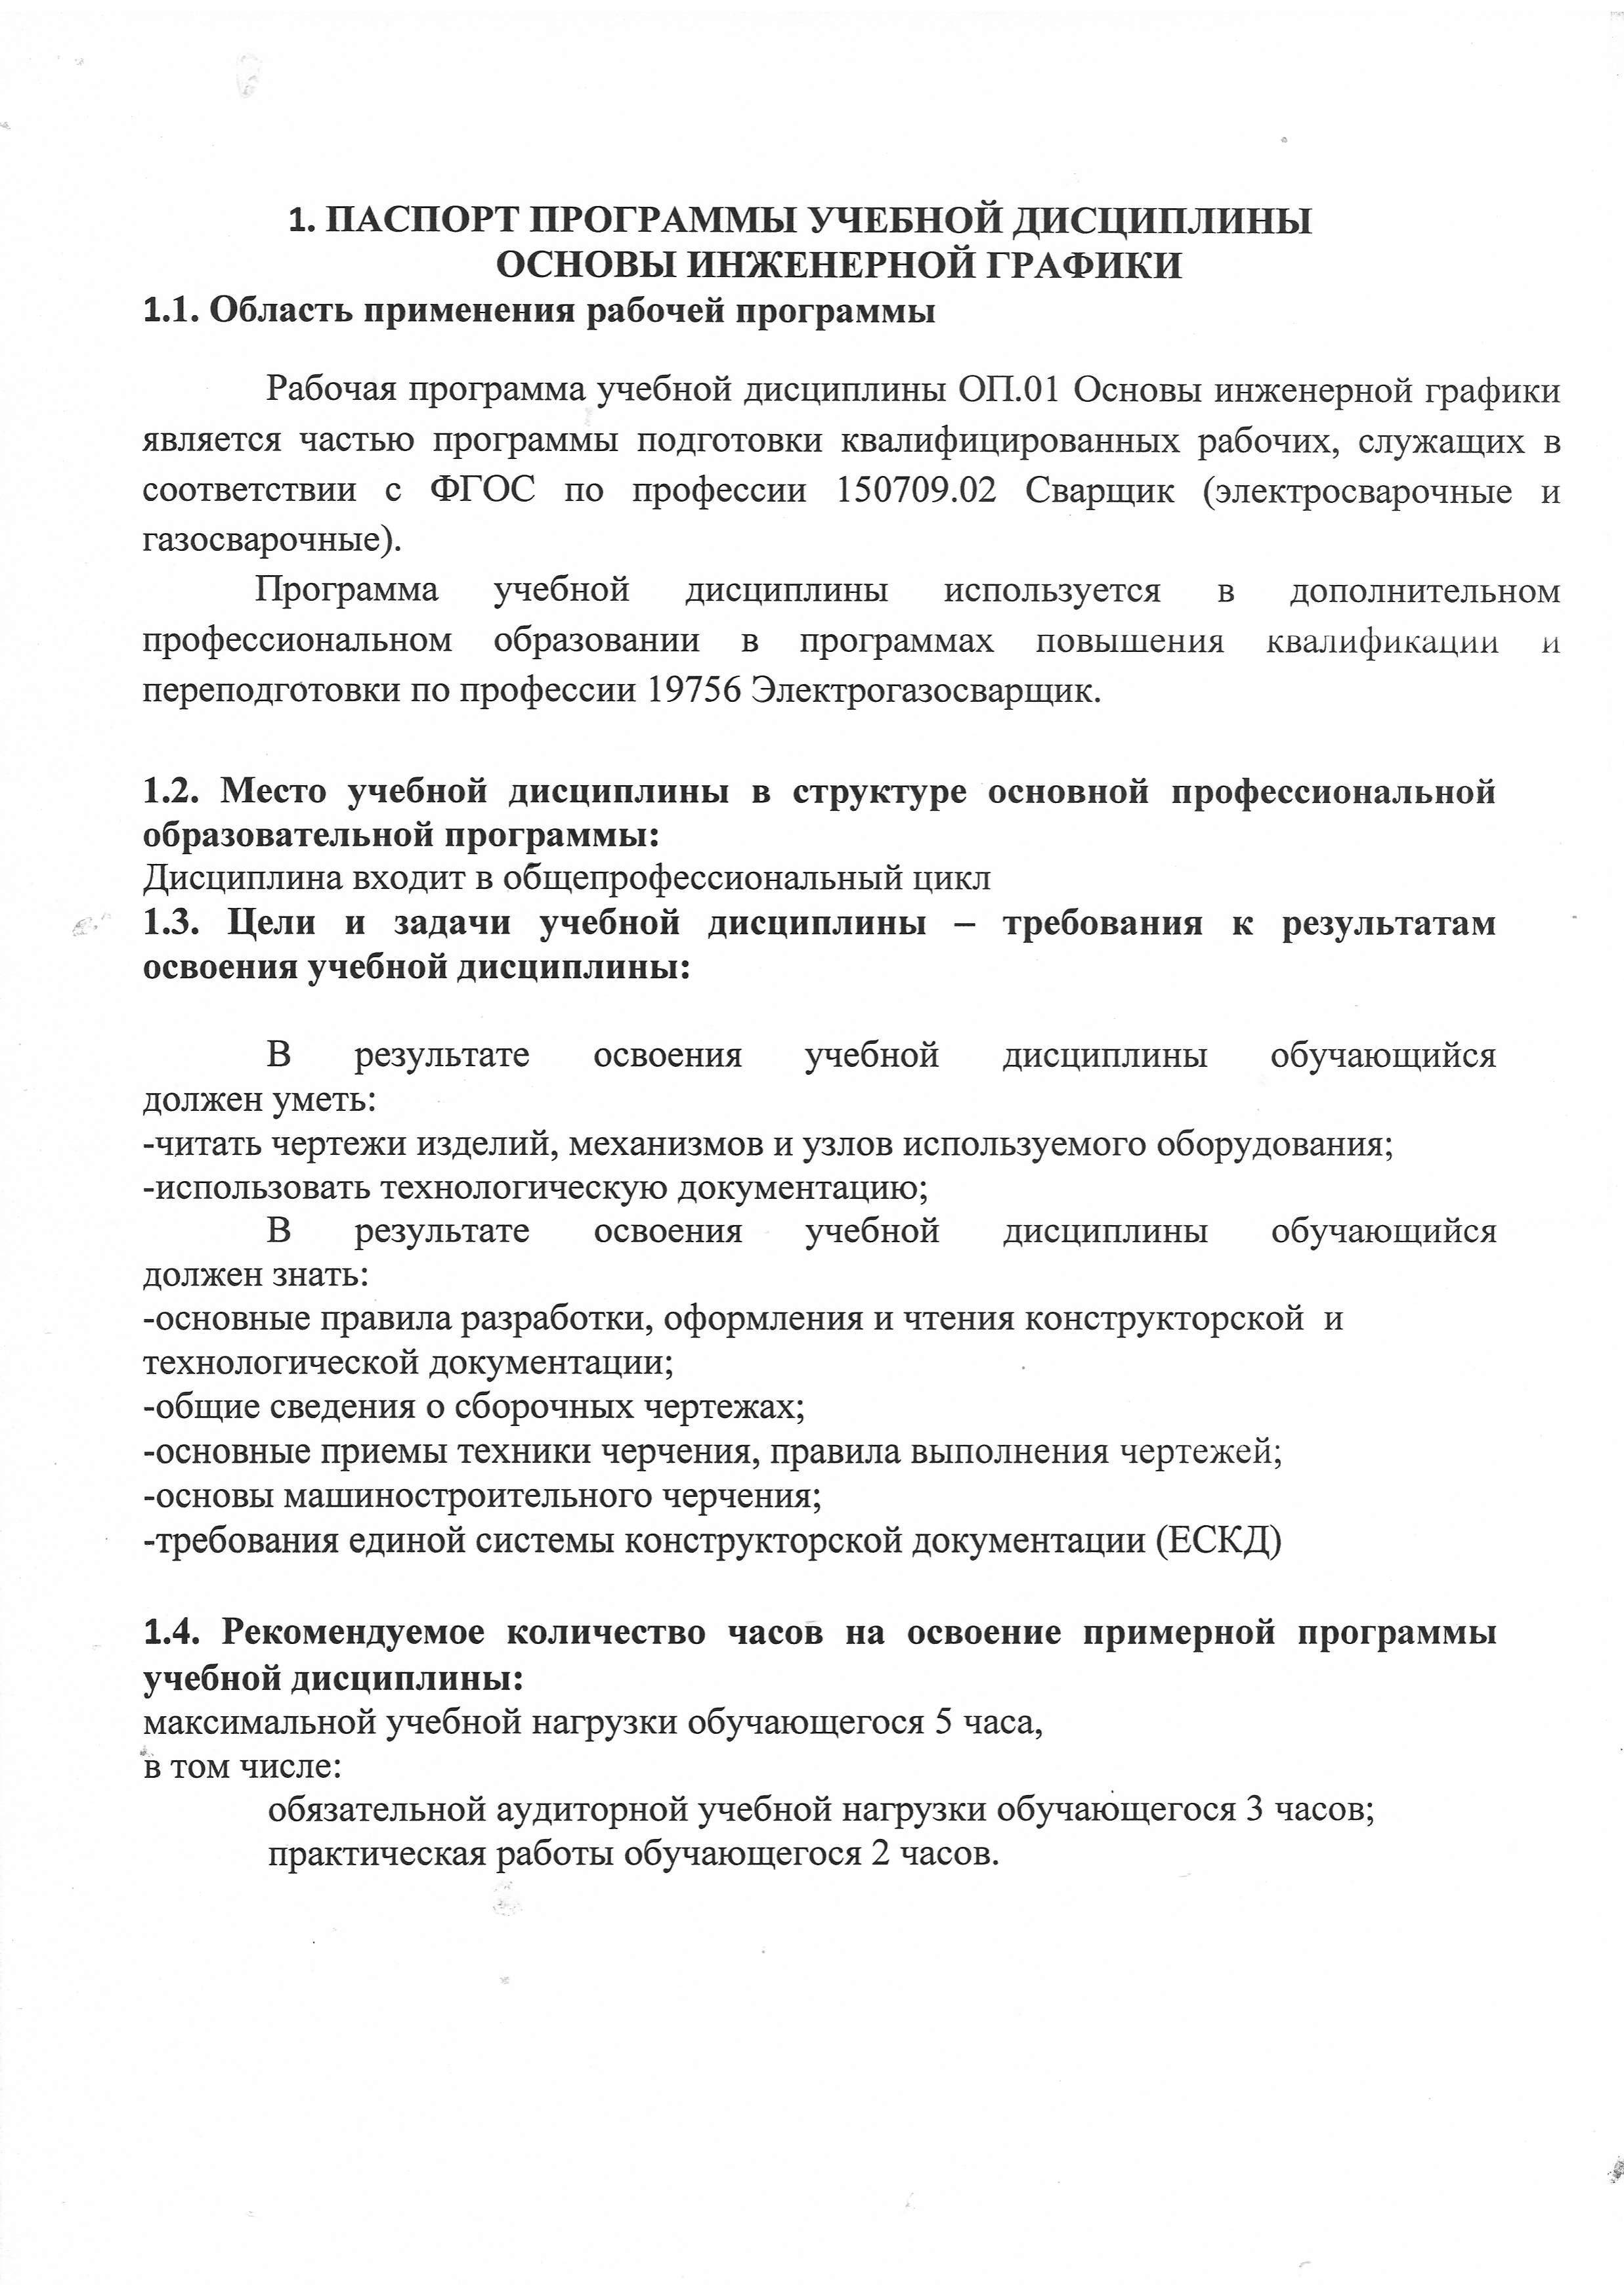 1. ПАСПОРТ ПРОГРАММЫ УЧЕБНОЙ ДИСЦИПЛИНЫ
ОСНОВЫ ИНЖЕНЕРНОЙ ГРАФИКИ
1.1. Область применения рабочей программы
Рабочая программа учебной дисциплины ОП.01 Основы инженерной графики
является частью программы подготовки квалифицированных рабочих, служащих в
соответствии с ФГОС по профессии 150709.02 Сварщик (электросварочные и
газосварочные).
Программа учебной дисциплины используется в дополнительном
профессиональном образовании в программах повышения квалификации и
переподготовки по профессии 19756 Электрогазосварщик.
1.2. Место учебной дисциплины в структуре основной профессиональной
образовательной программы:
Дисциплина входит в общепрофессиональный цикл
1.3. Цели и задачи учебной дисциплины – требования к результатам
освоения учебной дисциплины:
В результате освоения учебной дисциплины обучающийся
должен уметь:
-читать чертежи изделий, механизмов и узлов используемого оборудования;
-использовать технологическую документацию;
В результате освоения учебной дисциплины обучающийся
должен знать:
-основные правила разработки, оформления и чтения конструкторской и
технологической документации;
-общие сведения о сборочных чертежах;
-основные приемы техники черчения, правила выполнения чертежей;
-основы машиностроительного черчения;
-требования единой системы конструкторской документации (ЕСКД)
1.4. Рекомендуемое количество часов на освоение примерной программы
учебной дисциплины:
максимальной учебной нагрузки обучающегося 5 часа,
в том числе:
обязательной аудиторной учебной нагрузки обучающегося 3 часов;
практическая работы обучающегося 2 часов.